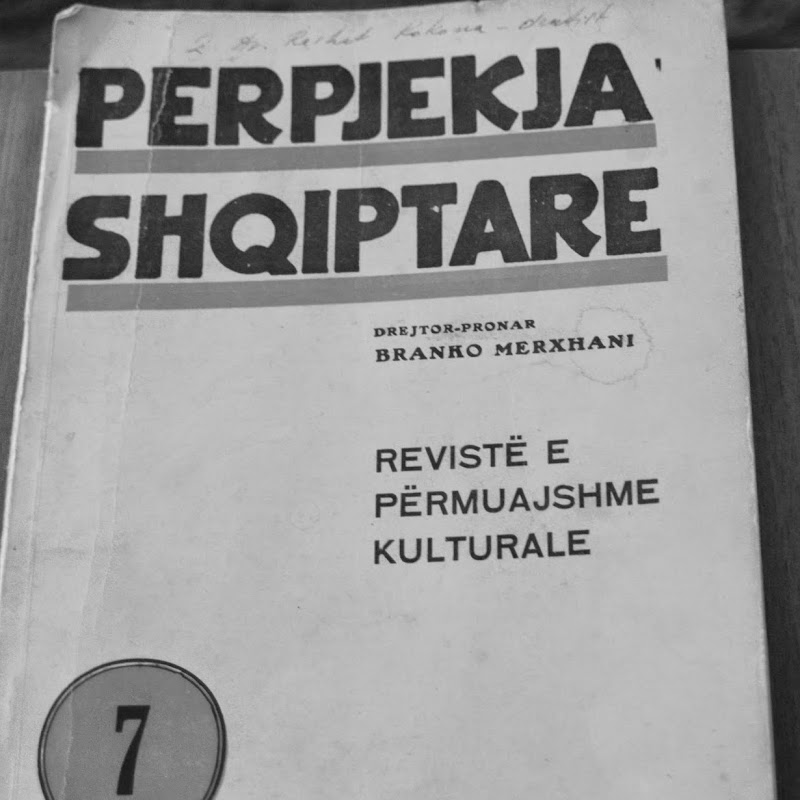 PERPJEKJA
SHQIPTARE
DREJTOR-PRONAR
BRANKO MERXHANI
REVISTË E
PËRMUAJSHME
KULTURALE
7